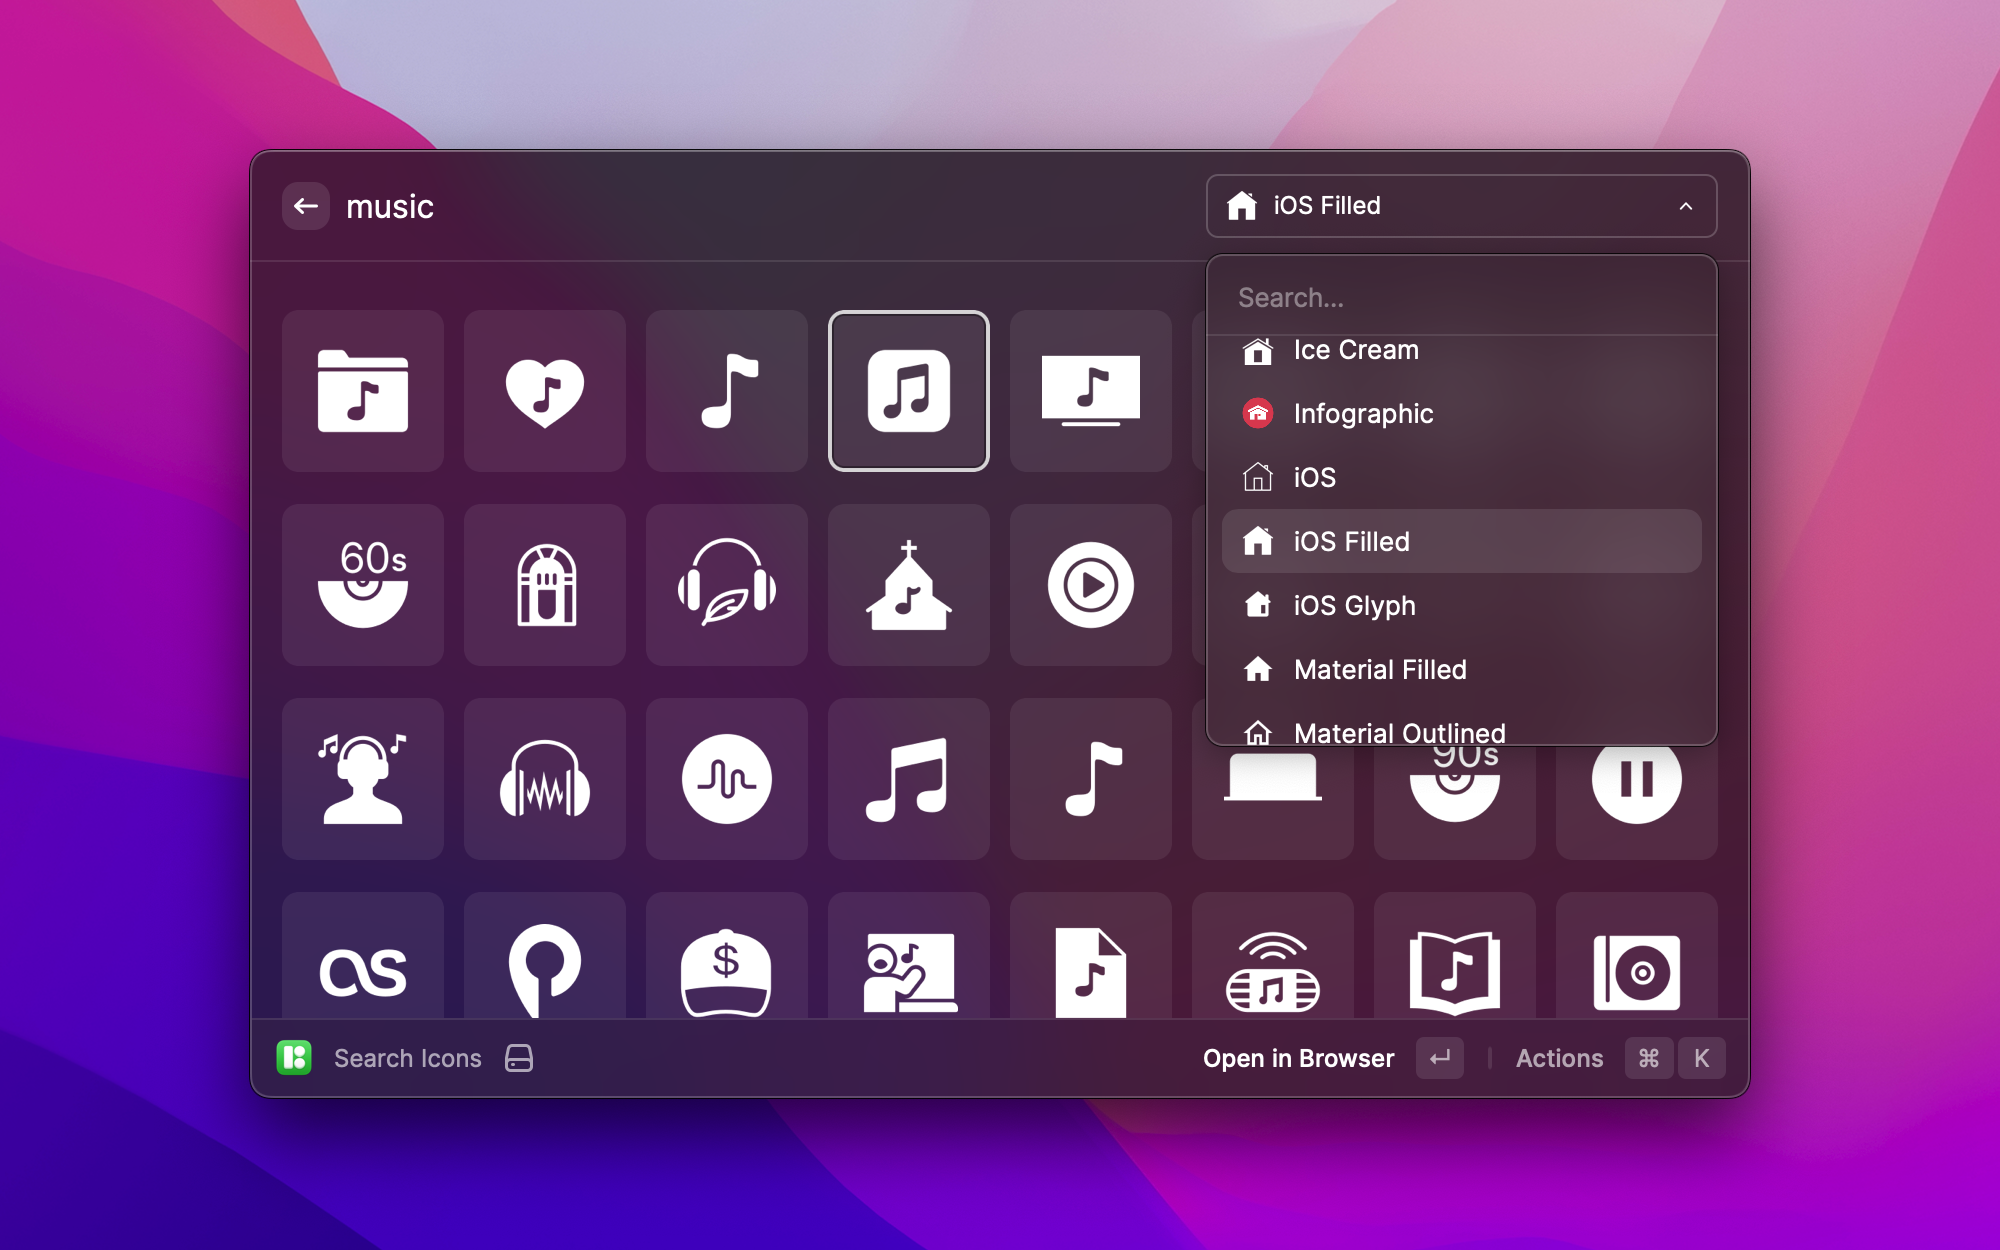 music
iOS Filled
Search...
Ice Cream
Infographic
iOS
iOS Filled
iOS Glyph
Material Filled
Material Outlined
60s
90s
as
$
Search Icons
Open in Browser
Actions
⌘ K